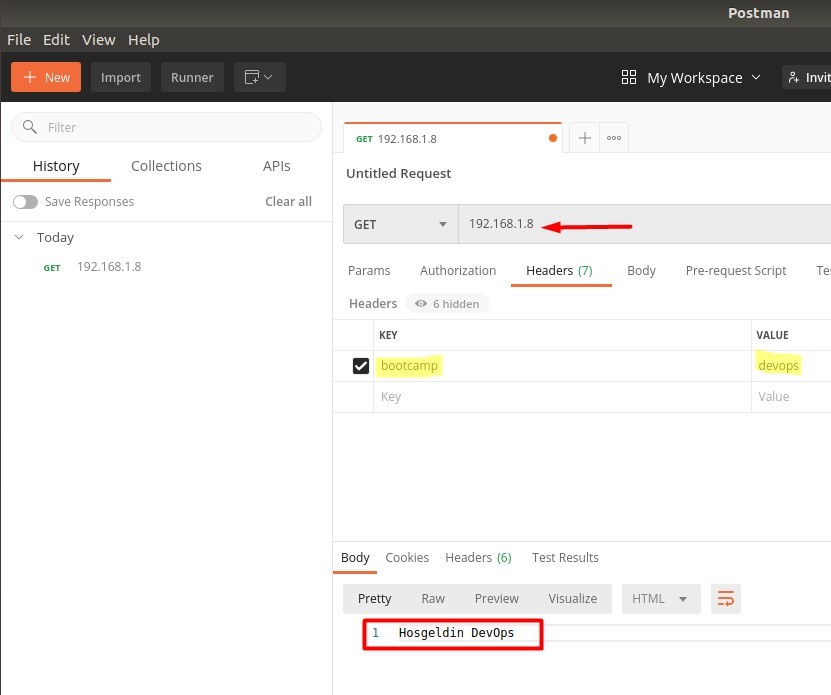 Postman
File Edit View Help
+ New Import Runner My Workspace Invi
Filter
History Collections APIs
Save Responses Clear all
Today
GET 192.168.1.8
GET 192.168.1.8
Untitled Request
GET 192.168.1.8
Params Authorization Headers (7) Body Pre-request Script Tes
Headers 6 hidden
KEY VALUE
bootcamp devops
Key Value
Body Cookies Headers (6) Test Results
Pretty Raw Preview Visualize HTML
1 Hosgeldin DevOps